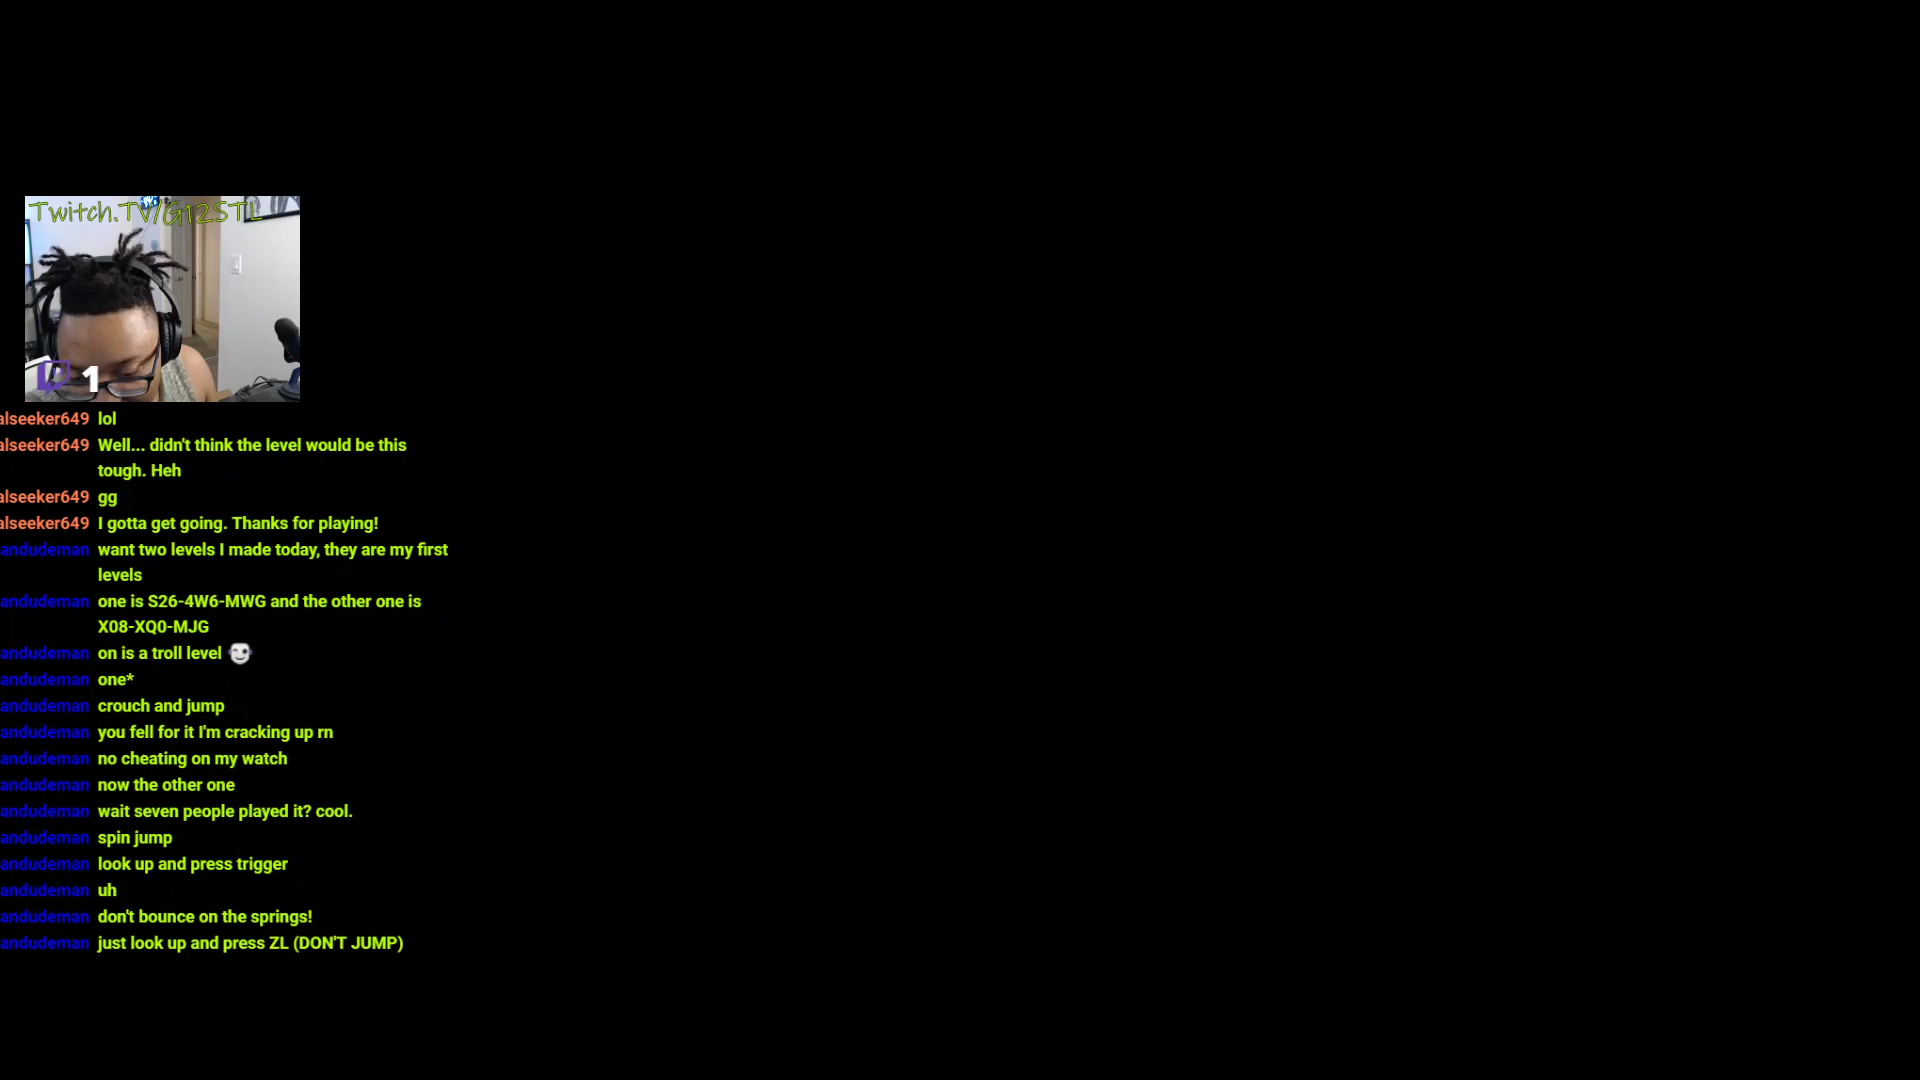 Twitch.TV/G12STL
1
alseeker649 lol
alseeker649 Well... didn't think the level would be this
tough. Heh
alseeker649 gg
alseeker649 I gotta get going. Thanks for playing!
andudeman want two levels I made today, they are my first
levels
andudeman one is S26-4W6-MWG and the other one is
X08-XQ0-MJG
andudeman on is a troll level
andudeman one*
andudeman crouch and jump
andudeman you fell for it I'm cracking up rn
andudeman no cheating on my watch
andudeman now the other one
andudeman wait seven people played it? cool.
andudeman spin jump
andudeman look up and press trigger
andudeman uh
andudeman don't bounce on the springs!
andudeman just look up and press ZL (DON'T JUMP)